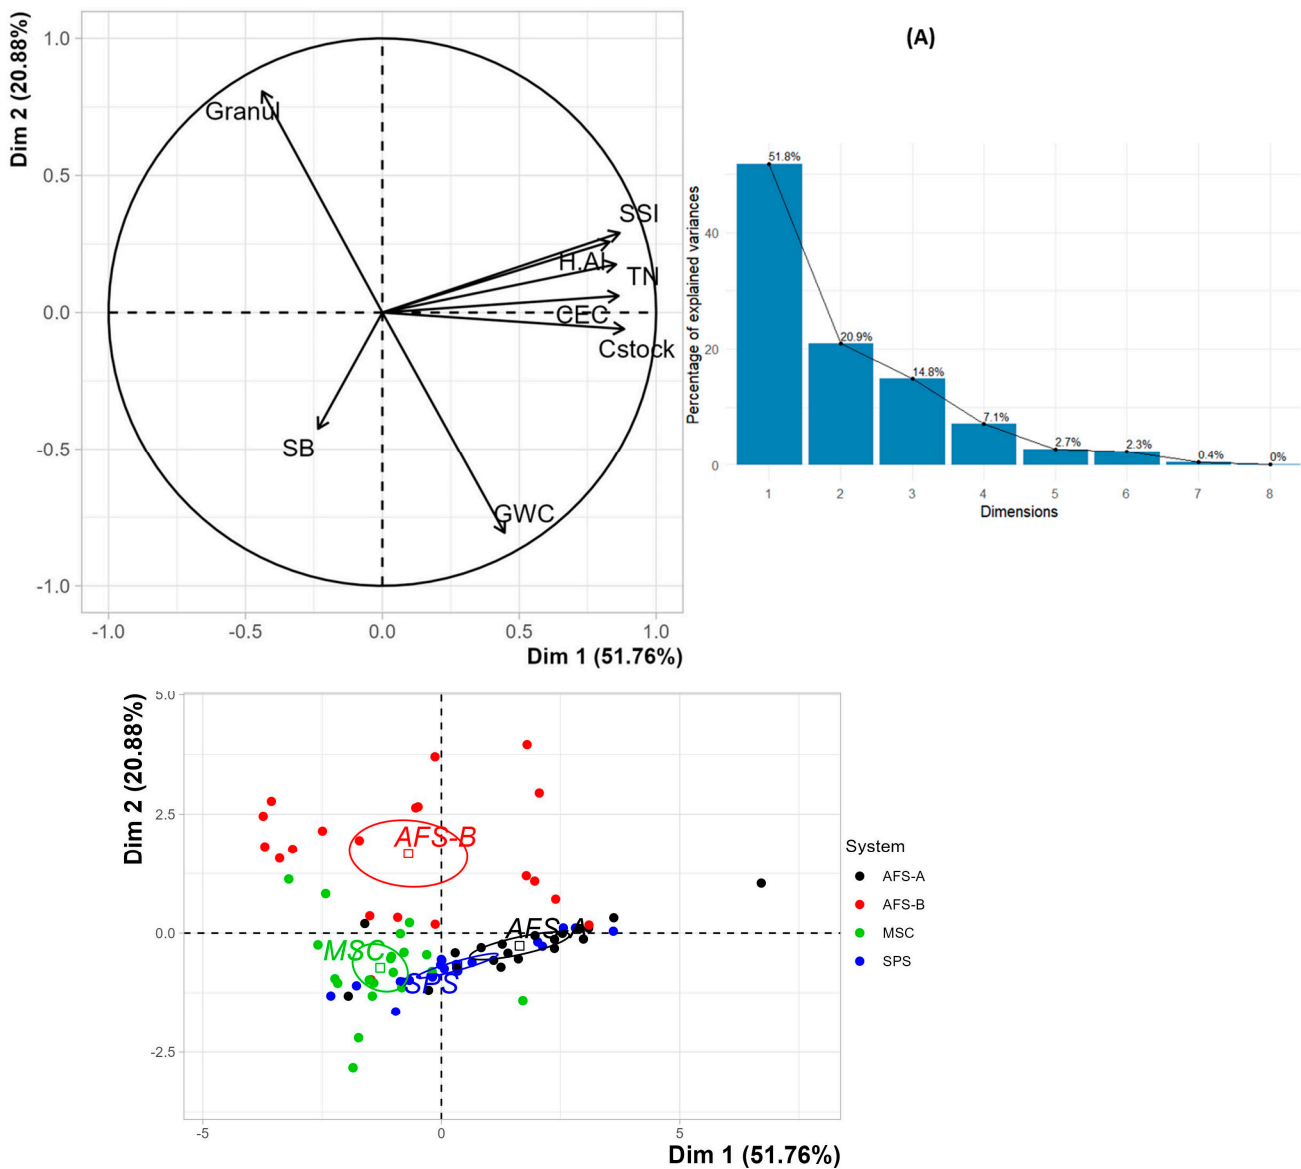 Dim 2 (20.88%)
1.0
0.5
0.0
-0.5
-1.0
Granul
SSI
H.Al
TN
CEC
Cstock
SB
GWC
-1.0
-0.5
0.0
0.5
1.0
Dim 1 (51.76%)
(A)
Percentage of explained variances
40
20
0
51.8%
20.9%
14.8%
7.1%
2.7%
2.3%
0.4%
0%
1
2
3
4
5
6
7
8
Dimensions
Dim 2 (20.88%)
5.0
2.5
0.0
-2.5
AFS-B
AFS-A
MSC
SPS
-5
0
5
Dim 1 (51.76%)
System
AFS-A
AFS-B
MSC
SPS